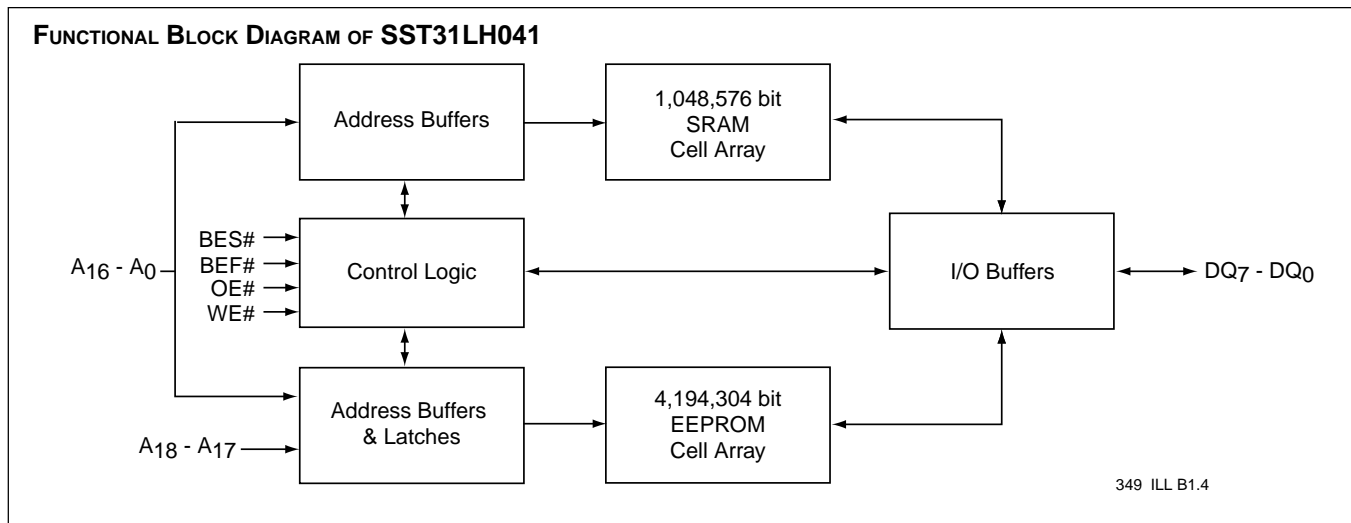 FUNCTIONAL BLOCK DIAGRAM OF SST31LH041
Address Buffers
1,048,576 bit
SRAM
Cell Array
A16 - A0
BES#
BEF#
OE#
WE#
Control Logic
I/O Buffers
DQ7 - DQ0
A18 - A17
Address Buffers
& Latches
4,194,304 bit
EEPROM
Cell Array
349 ILL B1.4